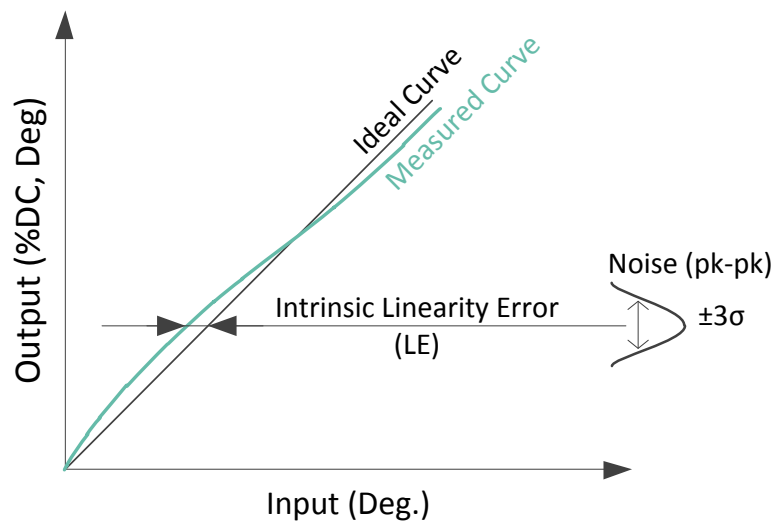 Output (%DC, Deg)
Ideal Curve
Measured Curve
Noise (pk-pk)
±3σ
Intrinsic Linearity Error
(LE)
Input (Deg.)